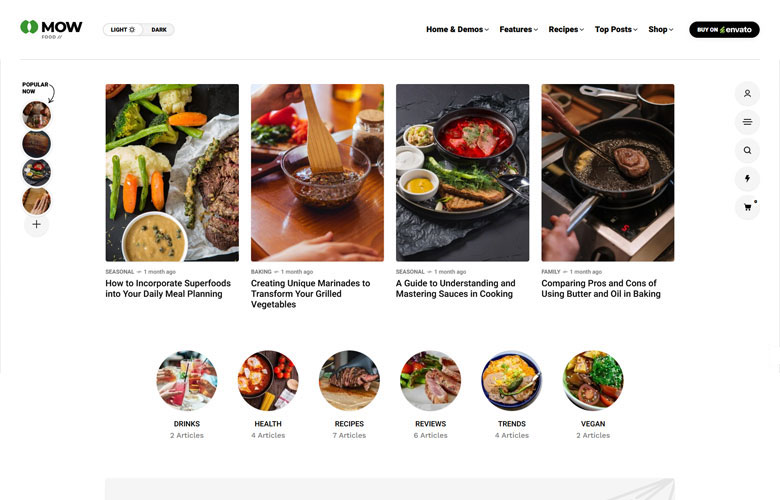 MOW
FOOD //
LIGHT DARK
Home & Demos Features Recipes Top Posts Shop
BUY ON envato
POPULAR
NOW
SEASONAL — 1 month ago
How to Incorporate Superfoods
into Your Daily Meal Planning
BAKING — 1 month ago
Creating Unique Marinades to
Transform Your Grilled
Vegetables
SEASONAL — 1 month ago
A Guide to Understanding and
Mastering Sauces in Cooking
FAMILY — 1 month ago
Comparing Pros and Cons of
Using Butter and Oil in Baking
DRINKS
2 Articles
HEALTH
4 Articles
RECIPES
7 Articles
REVIEWS
6 Articles
TRENDS
4 Articles
VEGAN
2 Articles